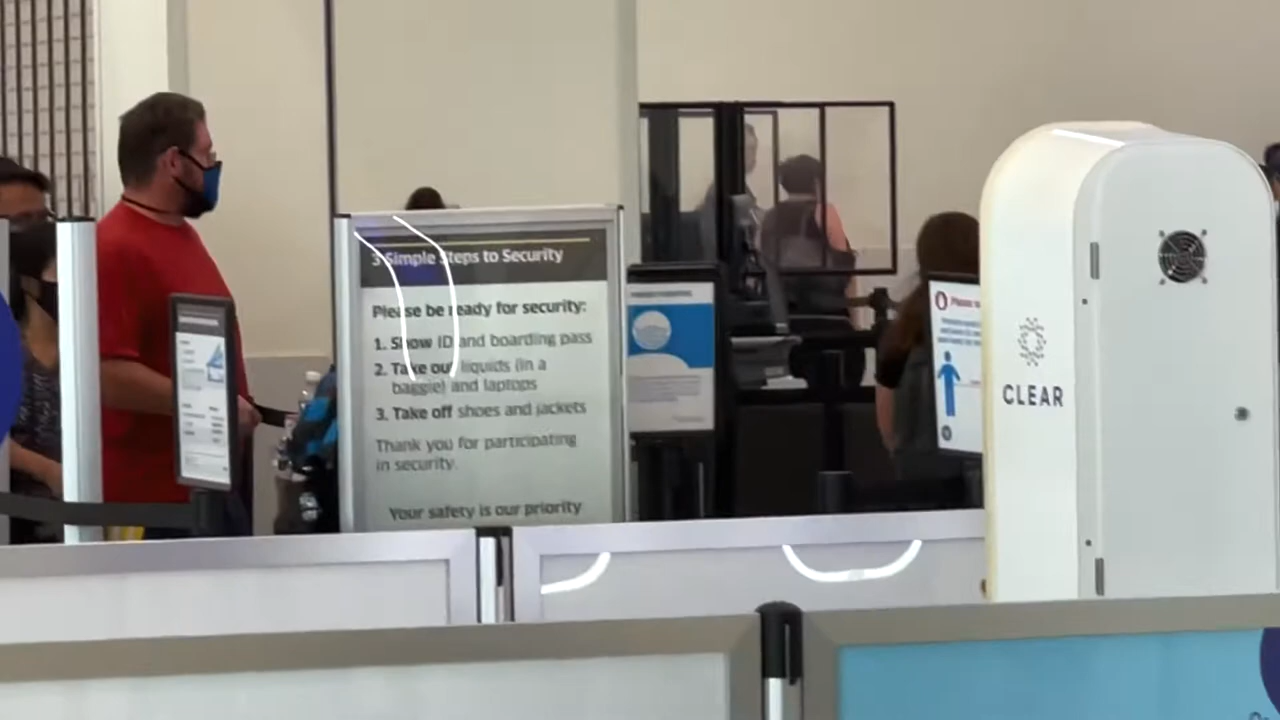 3 Simple Steps to Security
Please be ready for security:
1. Show ID and boarding pass
2. Take out liquids (in a
baggie) and laptops
3. Take off shoes and jackets
Thank you for participating
in security.
Your safety is our priority
CLEAR